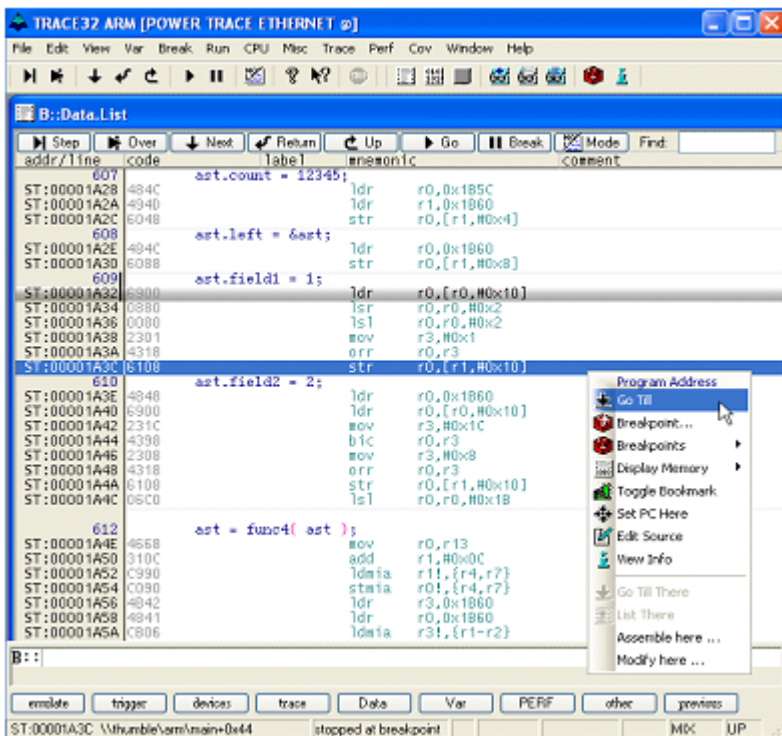 TRACE32 ARM [POWER TRACE ETHERNET @]
File Edit View Var Break Run CPU Misc Trace Perf Cov Window Help
B::Data.List
Step Over Next Return Up Go Break Mode Find:
addr/line code label mnemonic comment
607 ast.count = 12345;
ST:00001A28 484C ldr r0,0x1B5C
ST:00001A2A 494D ldr r1,0x1B60
ST:00001A2C 6048 str r0,[r1,#0x4]
608 ast.left = &ast;
ST:00001A2E 484C ldr r0,0x1B60
ST:00001A30 6088 str r0,[r1,#0x8]
609 ast.field1 = 1;
ST:00001A32 6900 ldr r0,[r0,#0x10]
ST:00001A34 0880 lsr r0,r0,#0x2
ST:00001A36 0080 lsl r0,r0,#0x2
ST:00001A38 2301 mov r3,#0x1
ST:00001A3A 4318 orr r0,r3
ST:00001A3C 6108 str r0,[r1,#0x10]
610 ast.field2 = 2;
ST:00001A3E 4848 ldr r0,0x1B60
ST:00001A40 6900 ldr r0,[r0,#0x10]
ST:00001A42 231C mov r3,#0x1C
ST:00001A44 4398 bic r0,r3
ST:00001A46 2308 mov r3,#0x8
ST:00001A48 4318 orr r0,r3
ST:00001A4A 6108 str r0,[r1,#0x10]
ST:00001A4C 06C0 lsl r0,r0,#0x1B
612 ast = func4( ast );
ST:00001A4E 4668 mov r0,r13
ST:00001A50 310C add r1,#0x0C
ST:00001A52 C990 ldmia r1!,{r4,r7}
ST:00001A54 C090 stmia r0!,{r4,r7}
ST:00001A56 4842 ldr r3,0x1B60
ST:00001A58 4841 ldr r0,0x1B60
ST:00001A5A CB06 ldmia r3!,{r1-r2}
Program Address
Go Till
Breakpoint...
Breakpoints
Display Memory
Toggle Bookmark
Set PC Here
Edit Source
View Info
Go Till There
List There
Assemble here ...
Modify here ...
B::
emulate trigger devices trace Data Var PERF other previous
ST:00001A3C \\thumble\arm\main+0x44 stopped at breakpoint MIX UP